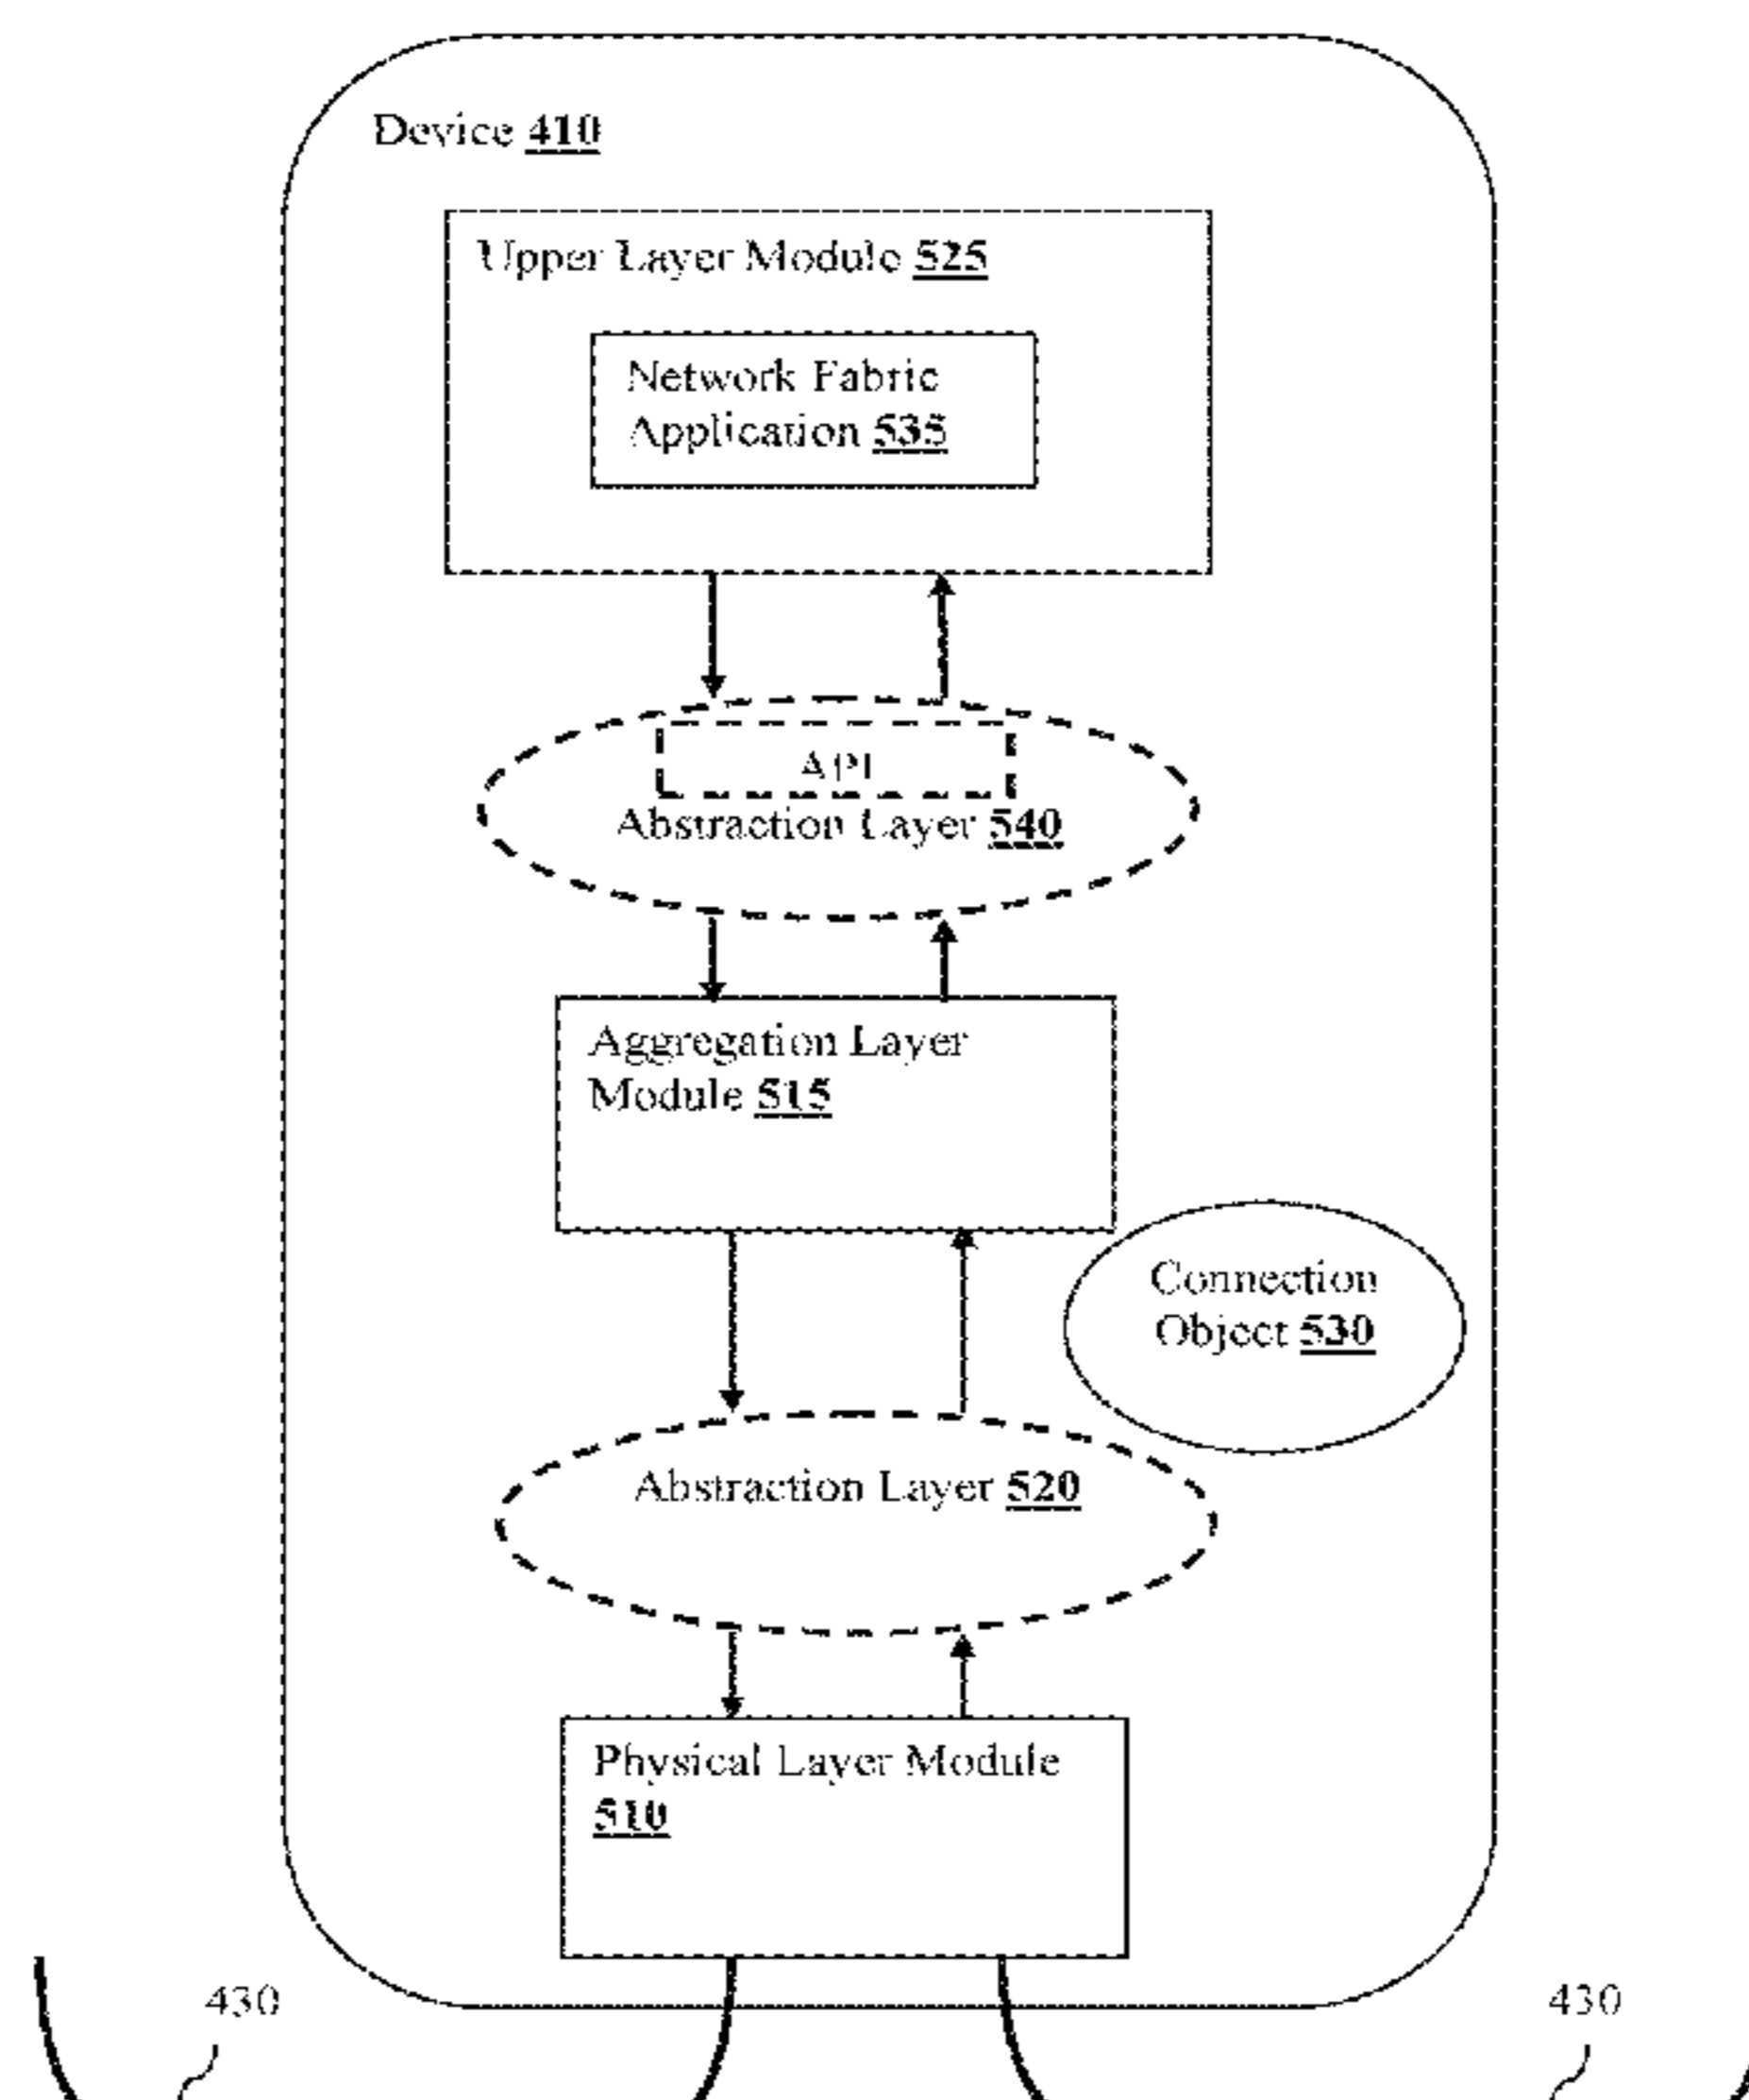 Device 410
Upper Layer Module 525
Network Fabric
Application 535
API
Abstraction Layer 540
Aggregation Layer
Module 515
Connection
Object 530
Abstraction Layer 520
Physical Layer Module
510
430
430